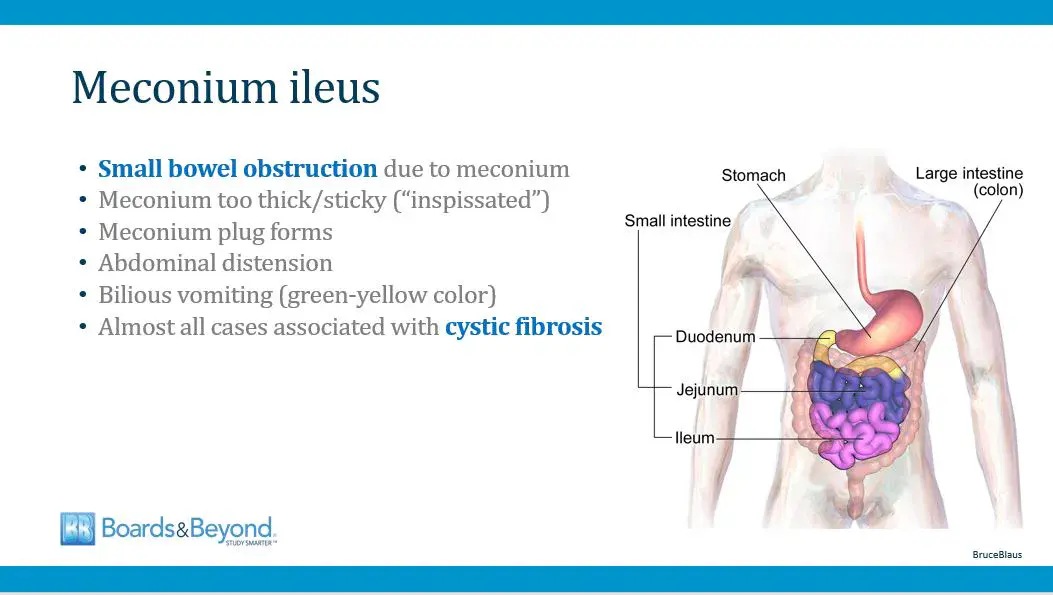 Meconium ileus
• Small bowel obstruction due to meconium
• Meconium too thick/sticky (“inspissated”)
• Meconium plug forms
• Abdominal distension
• Bilious vomiting (green-yellow color)
• Almost all cases associated with cystic fibrosis
Stomach
Large intestine
(colon)
Small intestine
Duodenum
Jejunum
Ileum
BB Boards&Beyond.
STUDY SMARTER™
BruceBlaus